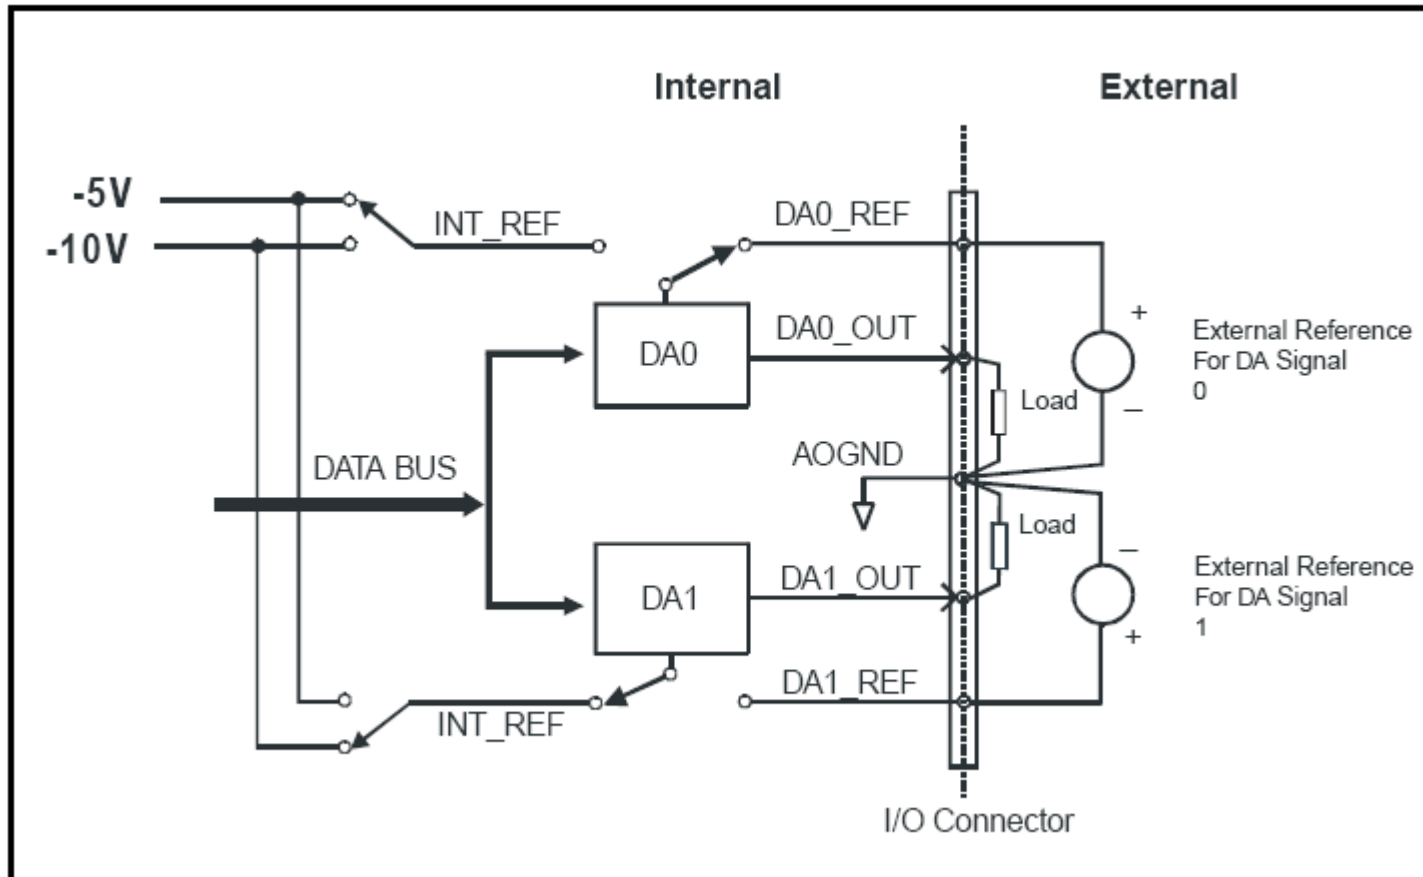 Internal
External
-5V
-10V
INT_REF
DA0_REF
DA0
DA0_OUT
+
External Reference
For DA Signal
0
Load
–
DATA BUS
AOGND
Load
–
External Reference
For DA Signal
1
DA1
DA1_OUT
+
INT_REF
DA1_REF
I/O Connector